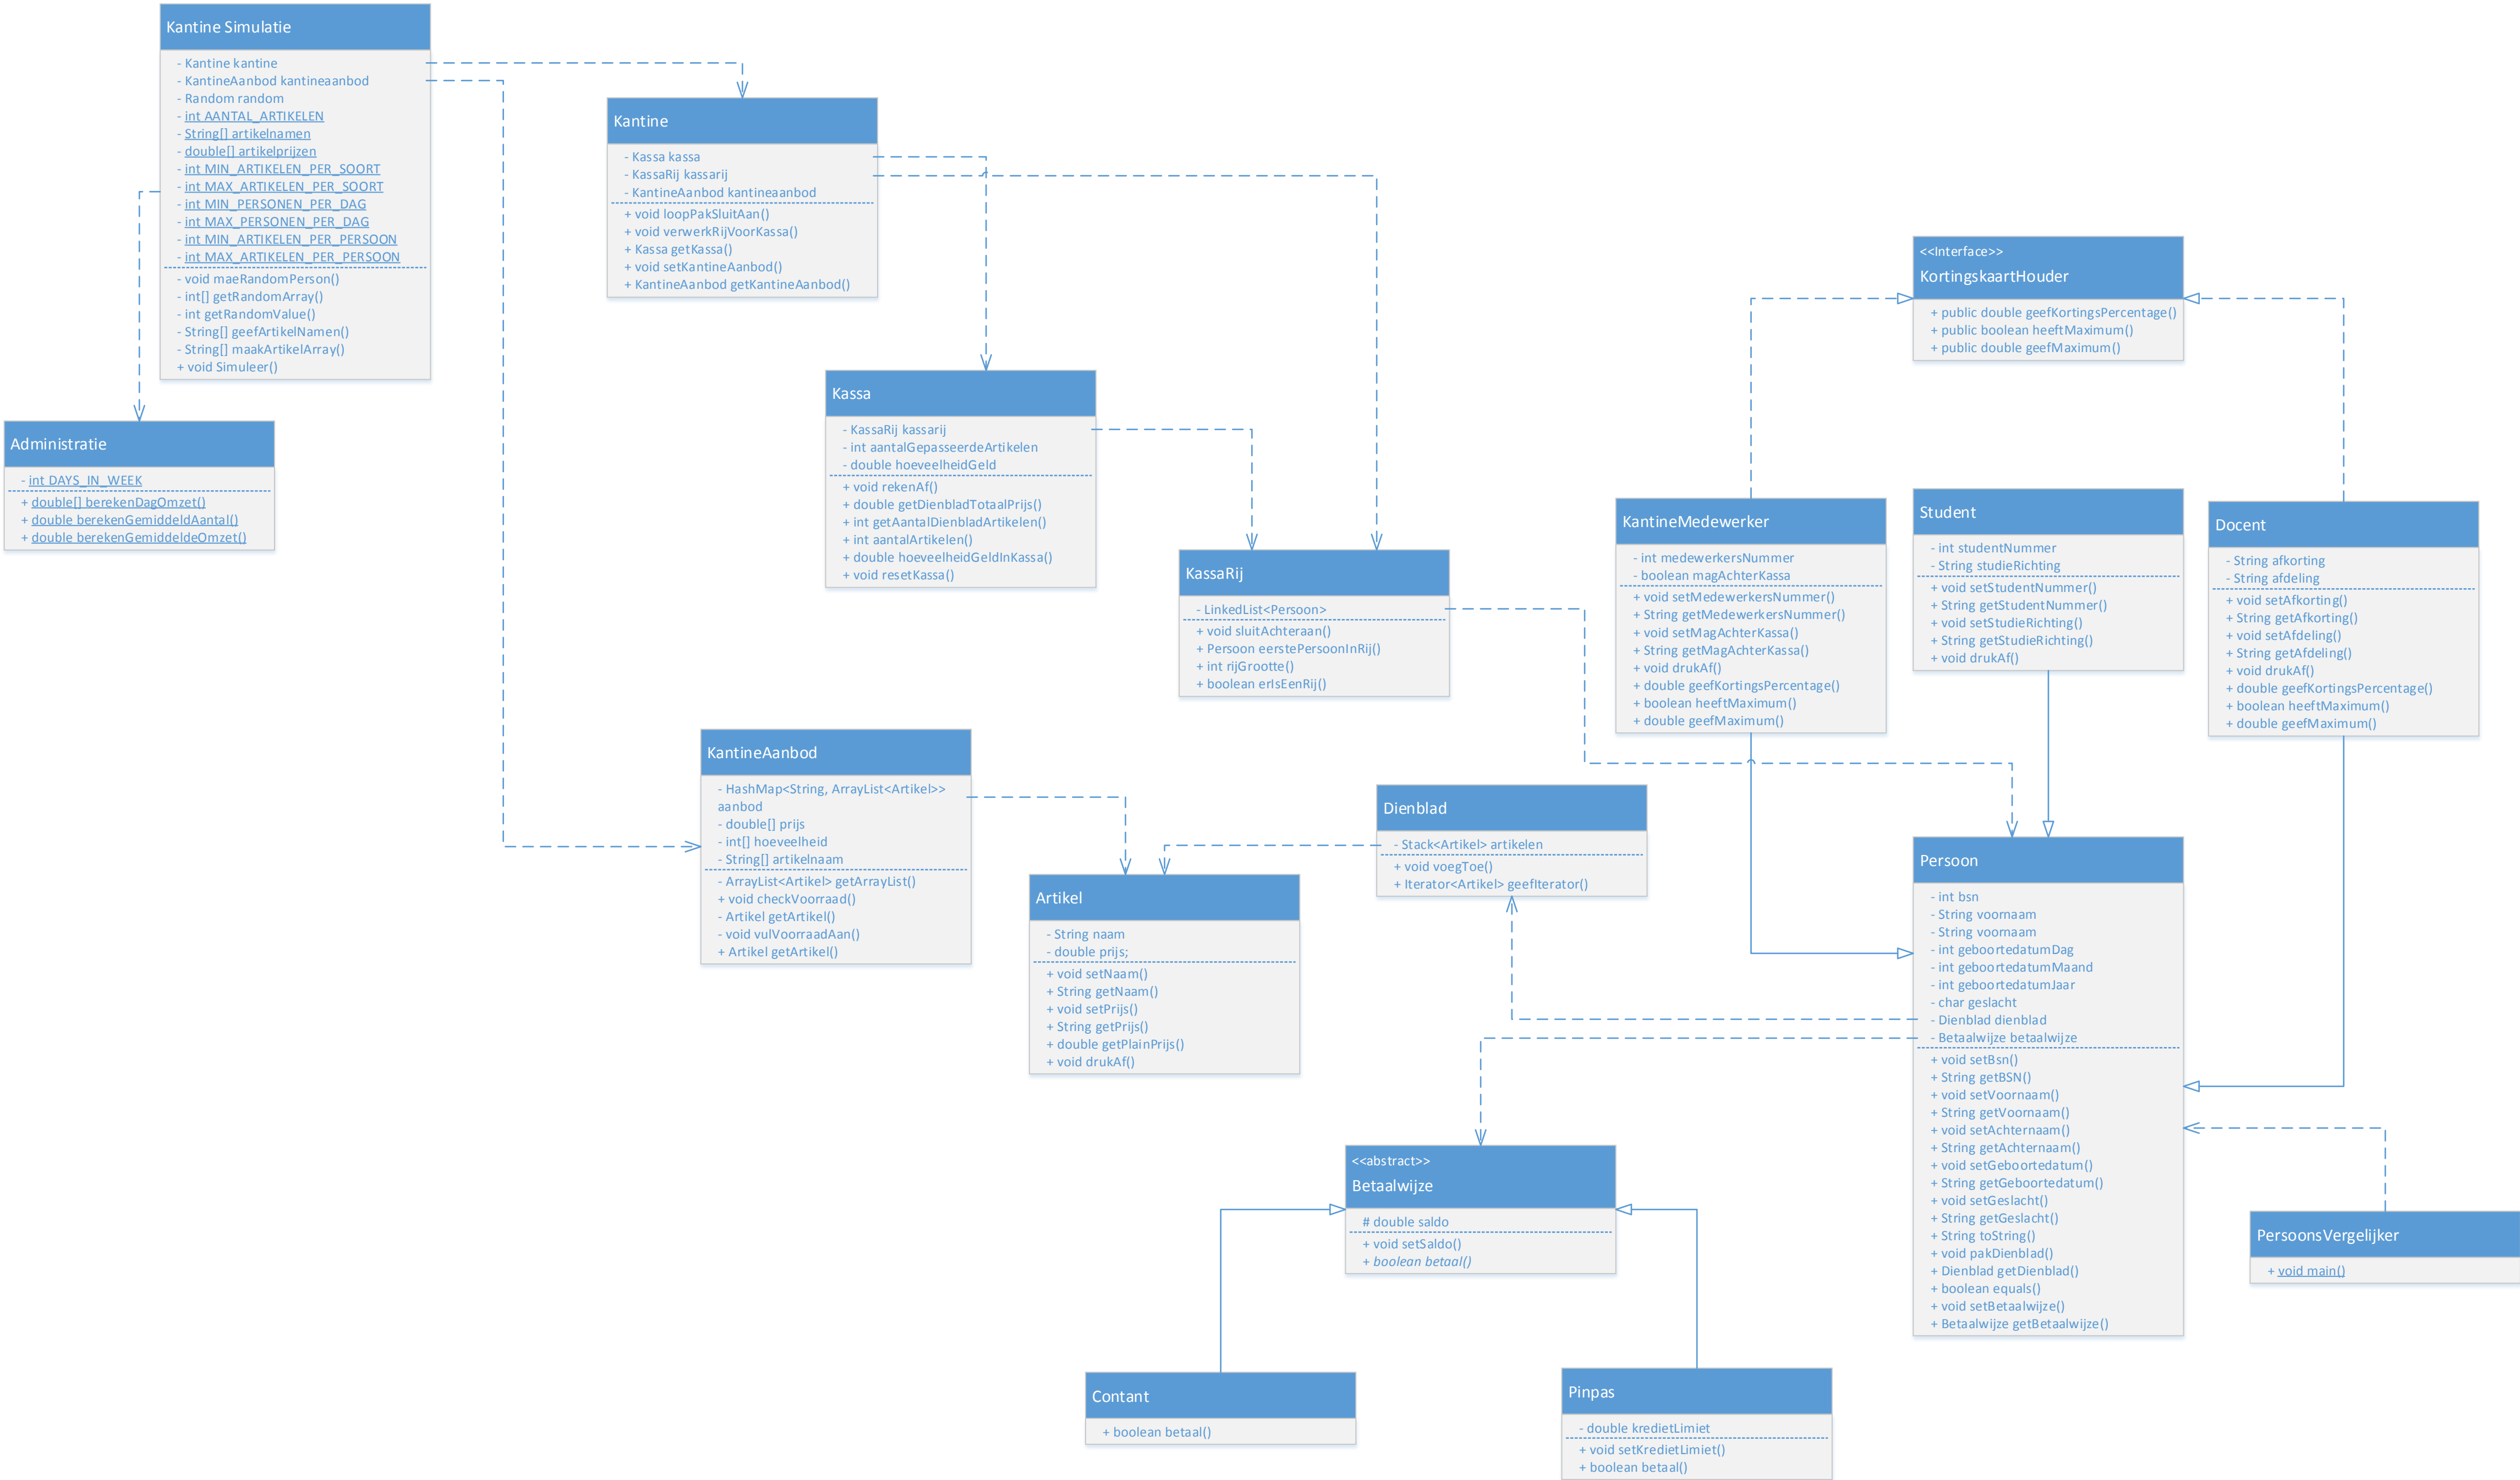 Kantine Simulatie
- Kantine kantine
- KantineAanbod kantineaanbod
- Random random
- int AANTAL_ARTIKELEN
- String[] artikelnamen
- double[] artikelprijzen
- int MIN_ARTIKELEN_PER_SOORT
- int MAX_ARTIKELEN_PER_SOORT
- int MIN_PERSONEN_PER_DAG
- int MAX_PERSONEN_PER_DAG
- int MIN_ARTIKELEN_PER_PERSOON
- int MAX_ARTIKELEN_PER_PERSOON
- void maeRandomPerson()
- int[] getRandomArray()
- int getRandomValue()
- String[] geefArtikelNamen()
- String[] maakArtikelArray()
+ void Simuleer()
Kantine
- Kassa kassa
- KassaRij kassarij
- KantineAanbod kantineaanbod
+ void loopPakSluitAan()
+ void verwerkRijVoorKassa()
+ Kassa getKassa()
+ void setKantineAanbod()
+ KantineAanbod getKantineAanbod()
<<Interface>>
KortingskaartHouder
+ public double geefKortingsPercentage()
+ public boolean heeftMaximum()
+ public double geefMaximum()
Administratie
- int DAYS_IN_WEEK
+ double[] berekenDagOmzet()
+ double berekenGemiddeldAantal()
+ double berekenGemiddeldeOmzet()
Kassa
- KassaRij kassarij
- int aantalGepasseerdeArtikelen
- double hoeveelheidGeld
+ void rekenAf()
+ double getDienbladTotaalPrijs()
+ int getAantalDienbladArtikelen()
+ int aantalArtikelen()
+ double hoeveelheidGeldInKassa()
+ void resetKassa()
KassaRij
- LinkedList<Persoon>
+ void sluitAchteraan()
+ Persoon eerstePersoonInRij()
+ int rijGrootte()
+ boolean erIsEenRij()
KantineMedewerker
- int medewerkersNummer
- boolean magAchterKassa
+ void setMedewerkersNummer()
+ String getMedewerkersNummer()
+ void setMagAchterKassa()
+ String getMagAchterKassa()
+ void drukAf()
+ double geefKortingsPercentage()
+ boolean heeftMaximum()
+ double geefMaximum()
Student
- int studentNummer
- String studieRichting
+ void setStudentNummer()
+ String getStudentNummer()
+ void setStudieRichting()
+ String getStudieRichting()
+ void drukAf()
Docent
- String afkorting
- String afdeling
+ void setAfkorting()
+ String getAfkorting()
+ void setAfdeling()
+ String getAfdeling()
+ void drukAf()
+ double geefKortingsPercentage()
+ boolean heeftMaximum()
+ double geefMaximum()
KantineAanbod
- HashMap<String, ArrayList<Artikel>>
aanbod
- double[] prijs
- int[] hoeveelheid
- String[] artikelnaam
- ArrayList<Artikel> getArrayList()
+ void checkVoorraad()
- Artikel getArtikel()
- void vulVoorraadAan()
+ Artikel getArtikel()
Dienblad
- Stack<Artikel> artikelen
+ void voegToe()
+ Iterator<Artikel> geefIterator()
Artikel
- String naam
- double prijs;
+ void setNaam()
+ String getNaam()
+ void setPrijs()
+ String getPrijs()
+ double getPlainPrijs()
+ void drukAf()
Persoon
- int bsn
- String voornaam
- String voornaam
- int geboortedatumDag
- int geboortedatumMaand
- int geboortedatumJaar
- char geslacht
- Dienblad dienblad
- Betaalwijze betaalwijze
+ void setBsn()
+ String getBSN()
+ void setVoornaam()
+ String getVoornaam()
+ void setAchternaam()
+ String getAchternaam()
+ void setGeboortedatum()
+ String getGeboortedatum()
+ void setGeslacht()
+ String getGeslacht()
+ String toString()
+ void pakDienblad()
+ Dienblad getDienblad()
+ boolean equals()
+ void setBetaalwijze()
+ Betaalwijze getBetaalwijze()
<<abstract>>
Betaalwijze
# double saldo
+ void setSaldo()
+ boolean betaal()
PersoonsVergelijker
+ void main()
Contant
+ boolean betaal()
Pinpas
- double kredietLimiet
+ void setKredietLimiet()
+ boolean betaal()